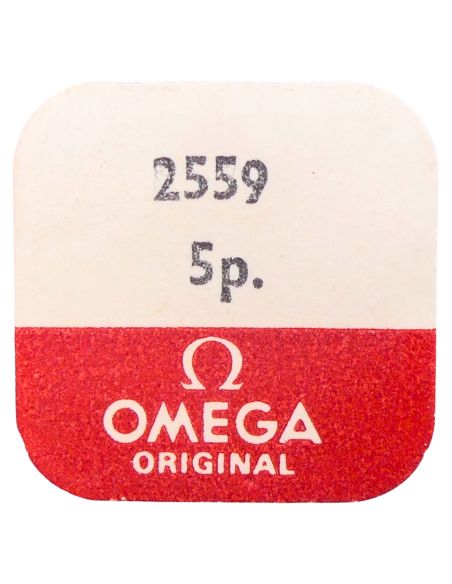 2559
5p.
Ω
OMEGA
ORIGINAL